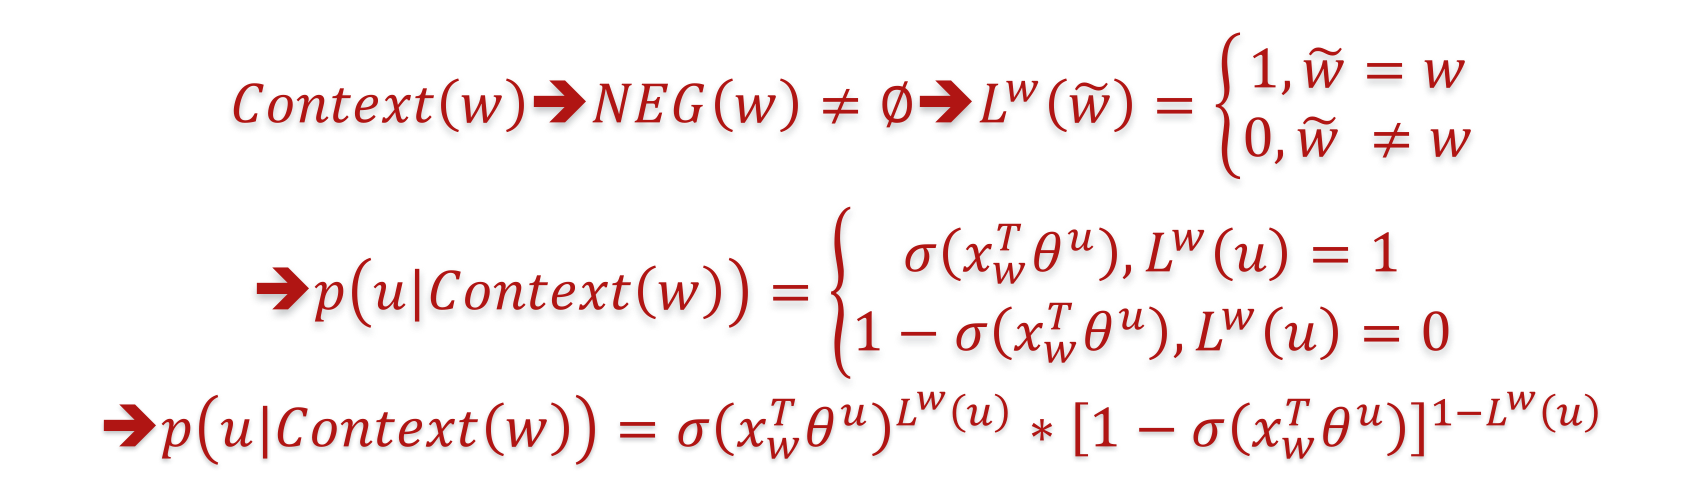 Context(w)➔NEG(w) ≠ ∅➔L^w(w̃) = {1, w̃ = w
0, w̃ ≠ w
➔p(u|Context(w)) = {σ(x_w^T θ^u), L^w(u) = 1
1 − σ(x_w^T θ^u), L^w(u) = 0
➔p(u|Context(w)) = σ(x_w^T θ^u)^{L^w(u)} * [1 − σ(x_w^T θ^u)]^{1−L^w(u)}